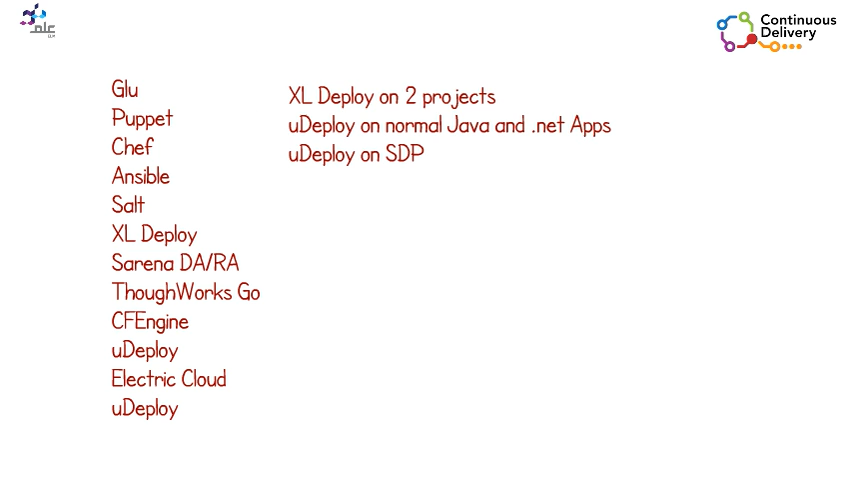 Continuous
Delivery
Glu
Puppet
Chef
Ansible
Salt
XL Deploy
Sarena DA/RA
ThoughWorks Go
CFEngine
uDeploy
Electric Cloud
uDeploy
XL Deploy on 2 projects
uDeploy on normal Java and .net Apps
uDeploy on SDP